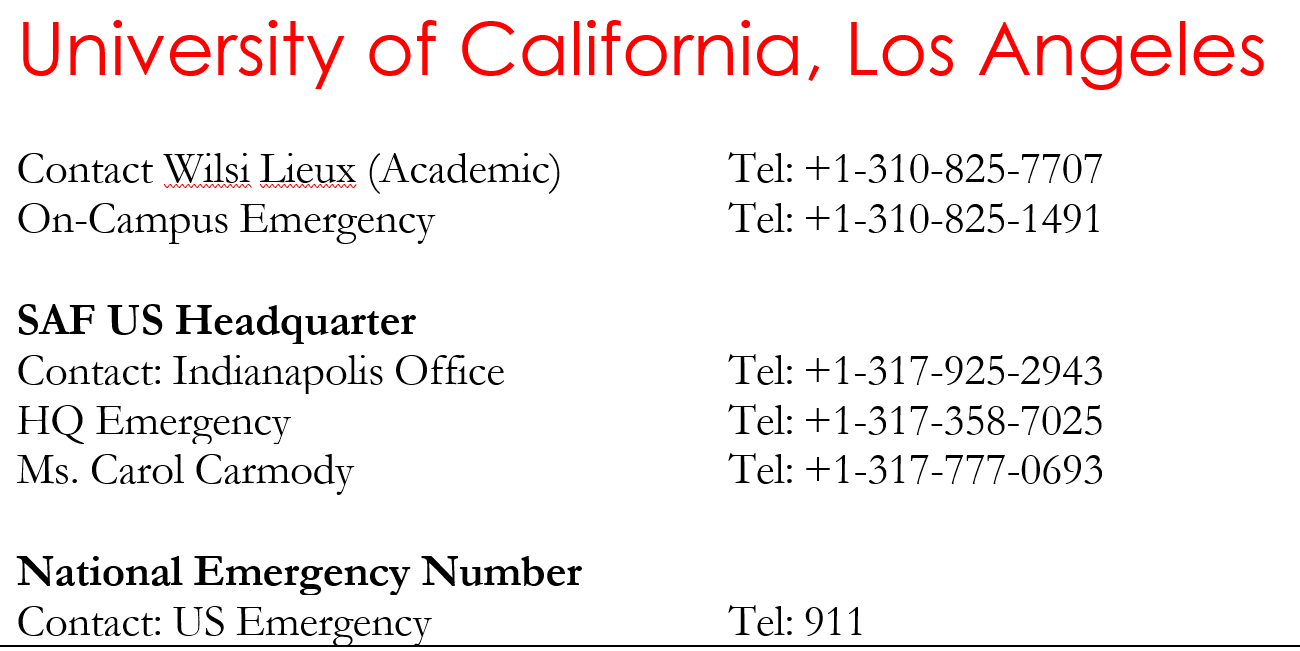 University of California, Los Angeles
Contact Wilsi Lieux (Academic) Tel: +1-310-825-7707
On-Campus Emergency Tel: +1-310-825-1491
SAF US Headquarter
Contact: Indianapolis Office Tel: +1-317-925-2943
HQ Emergency Tel: +1-317-358-7025
Ms. Carol Carmody Tel: +1-317-777-0693
National Emergency Number
Contact: US Emergency Tel: 911